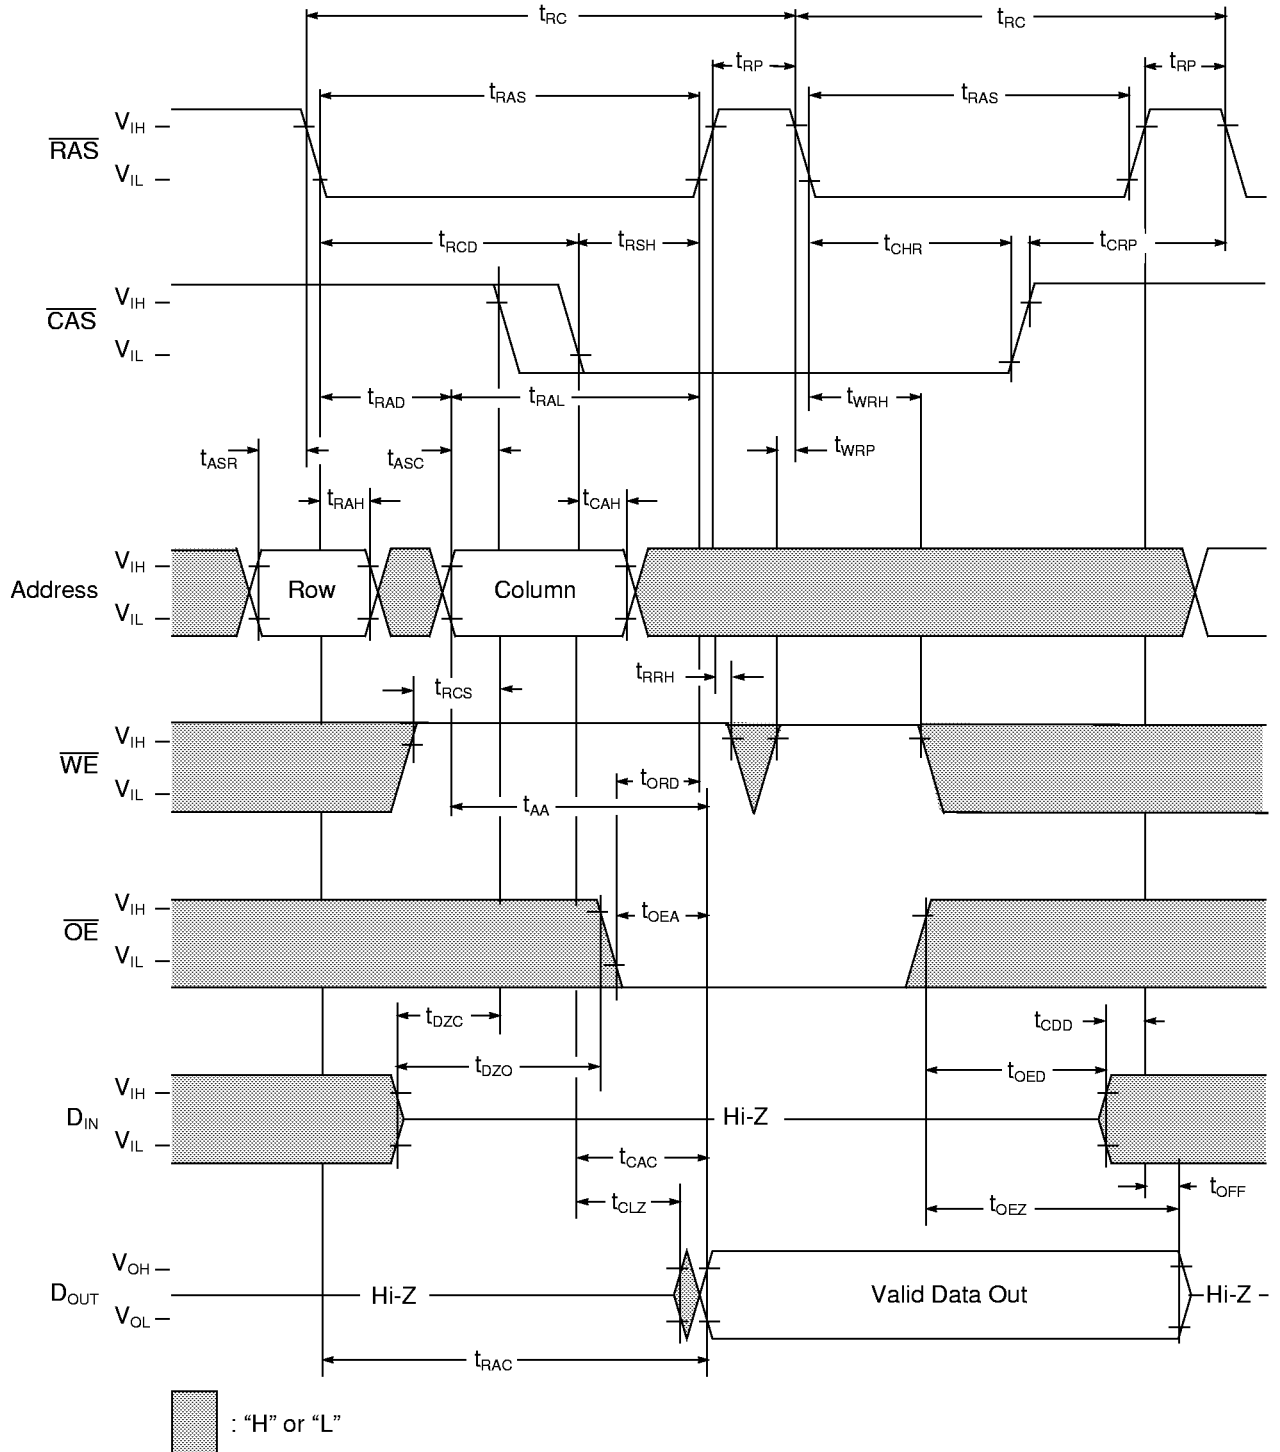 tRC tRC
tRP tRP
tRAS tRAS
RAS VIH
VIL
tRCD tRSH tCHR tCRP
CAS VIH
VIL
tRAD tRAL tWRH
tASR tASC tWRP
tRAH tCAH
Address VIH Row Column
VIL
tRRH
tRCS
WE VIH
VIL
tORD
tAA
OE VIH
VIL
tOEA
tDZC tCDD
tDZO tOED
DIN VIH Hi-Z
VIL
tCAC
tCLZ tOEZ tOFF
DOUT VOH Hi-Z Valid Data Out Hi-Z
VOL
tRAC
: “H” or “L”